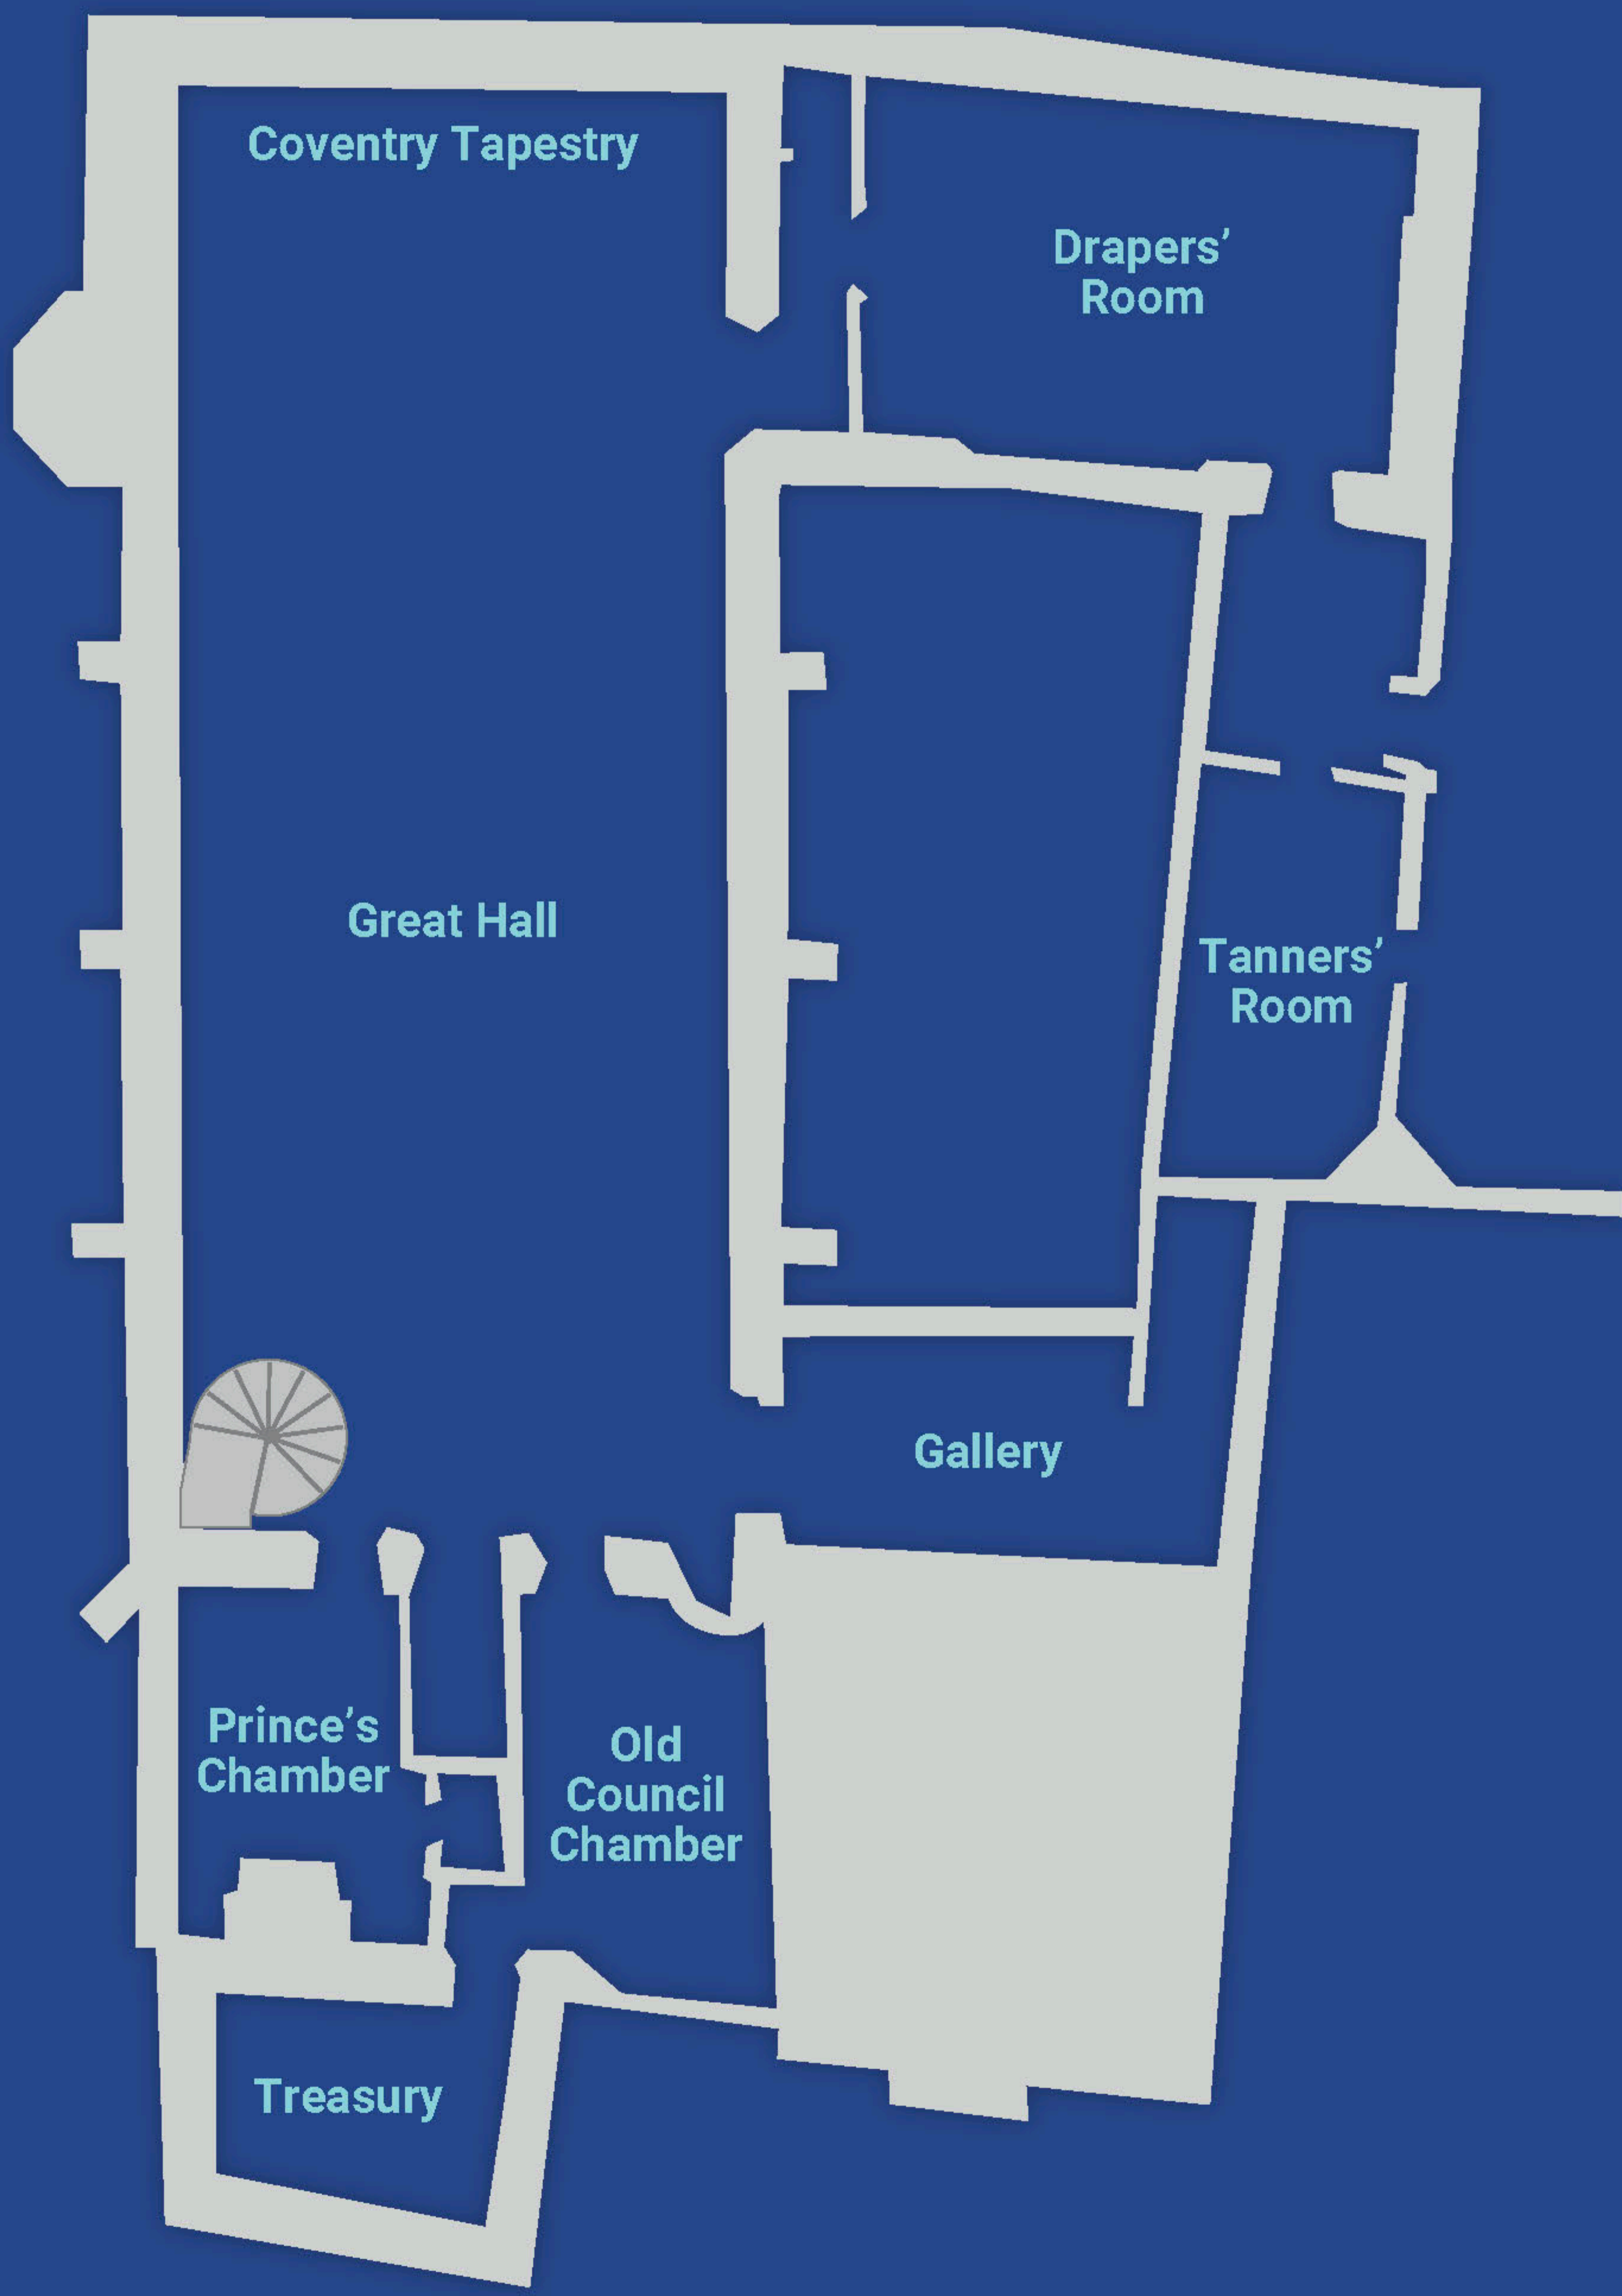 Coventry Tapestry
Drapers’
Room
Great Hall
Tanners’
Room
Gallery
Prince’s
Chamber
Old
Council
Chamber
Treasury